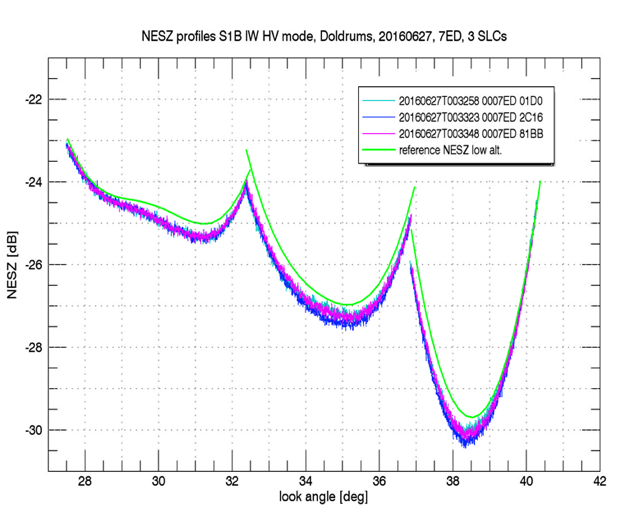 NESZ profiles S1B IW HV mode, Doldrums, 20160627, 7ED, 3 SLCs
20160627T003258 0007ED 01D0
20160627T003323 0007ED 2C16
20160627T003348 0007ED 81BB
reference NESZ low alt.
NESZ [dB]
-22
-24
-26
-28
-30
28 30 32 34 36 38 40 42
look angle [deg]